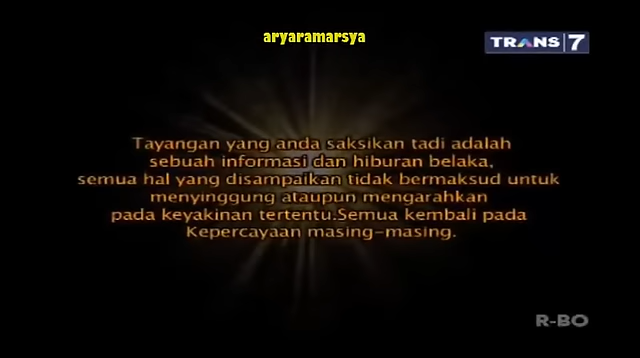 aryaramarsya
TRANS|7
Tayangan yang anda saksikan tadi adalah
sebuah informasi dan hiburan belaka,
semua hal yang disampaikan tidak bermaksud untuk
menyinggung ataupun mengarahkan
pada keyakinan tertentu.Semua kembali pada
Kepercayaan masing-masing.
R-BO